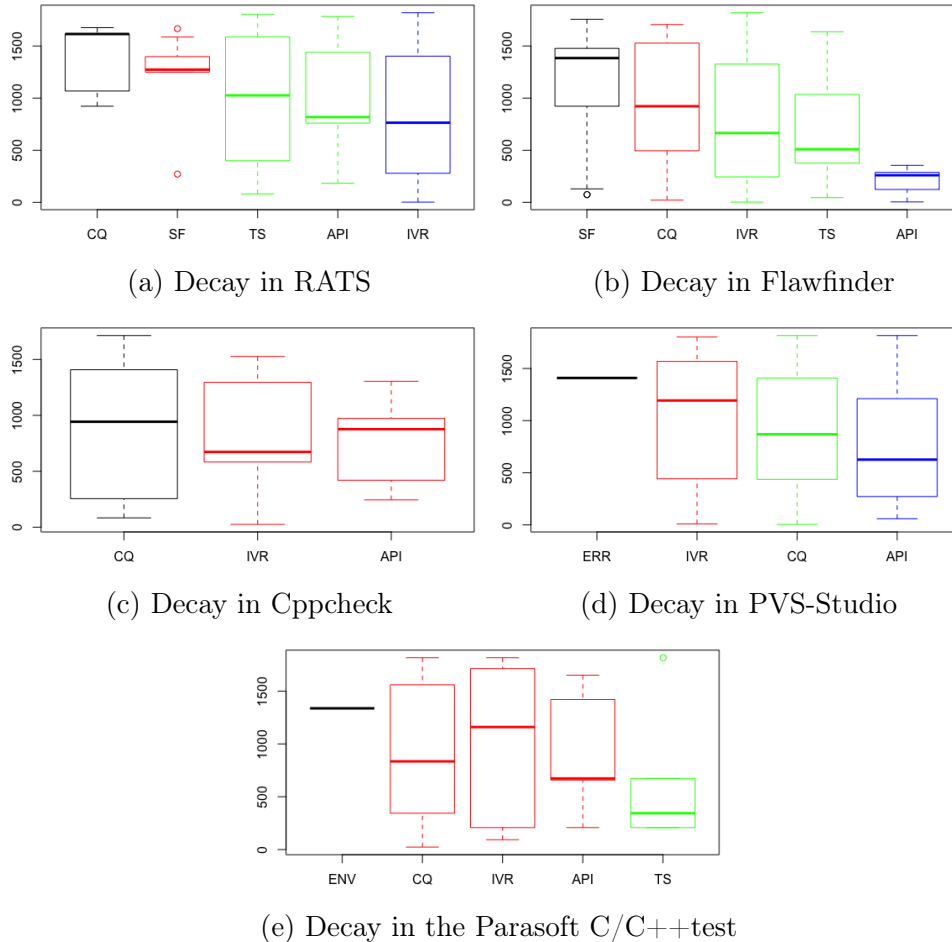 1500
1000
500
0
CQ SF TS API IVR
(a) Decay in RATS
1500
1000
500
0
SF CQ IVR TS API
(b) Decay in Flawfinder
1500
1000
500
0
CQ IVR API
(c) Decay in Cppcheck
1500
1000
500
0
ERR IVR CQ API
(d) Decay in PVS-Studio
1500
1000
500
0
ENV CQ IVR API TS
(e) Decay in the Parasoft C/C++test